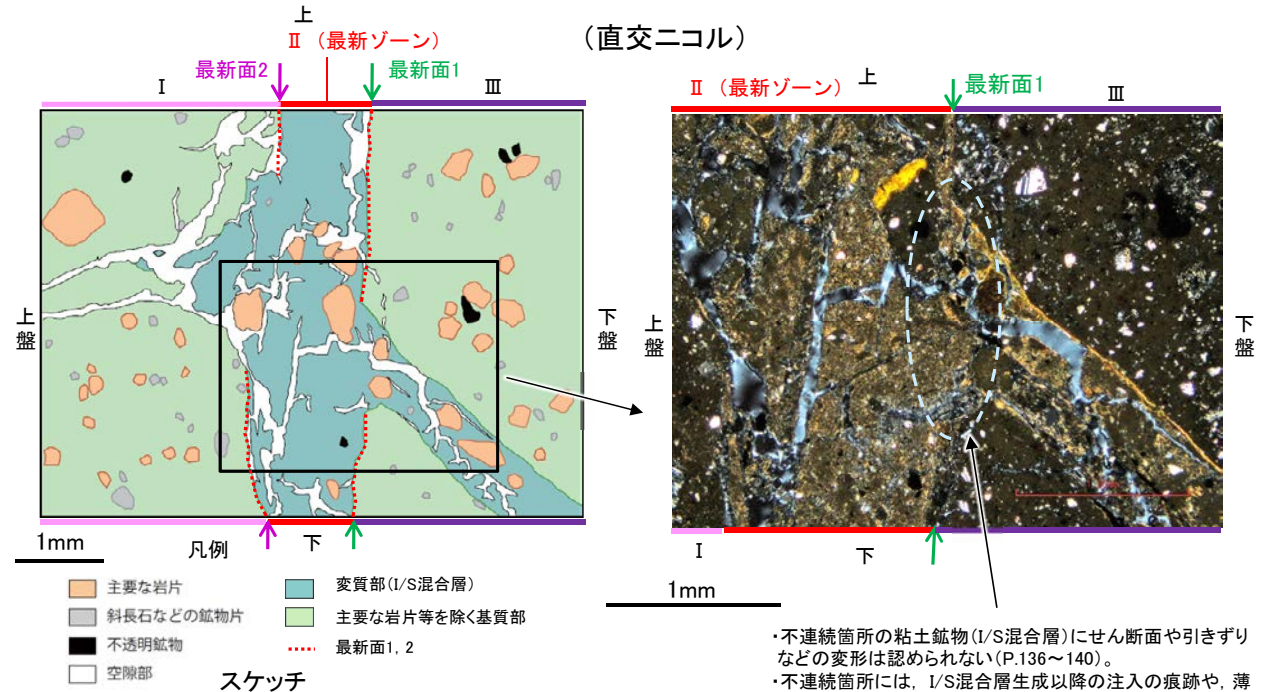 (直交ニコル)
上
Ⅱ (最新ゾーン)
最新面2
最新面1
Ⅰ
Ⅲ
上盤
下盤
1mm
凡例
下
主要な岩片
斜長石などの鉱物片
不透明鉱物
空隙部
変質部(I/S混合層)
主要な岩片等を除く基質部
最新面1, 2
スケッチ
Ⅱ (最新ゾーン)
上
最新面1
Ⅲ
上盤
下盤
Ⅰ
下
1mm
・不連続箇所の粘土鉱物(I/S混合層)にせん断面や引きずり
などの変形は認められない(P.136～140)。
・不連続箇所には, I/S混合層生成以降の注入の痕跡や, 薄